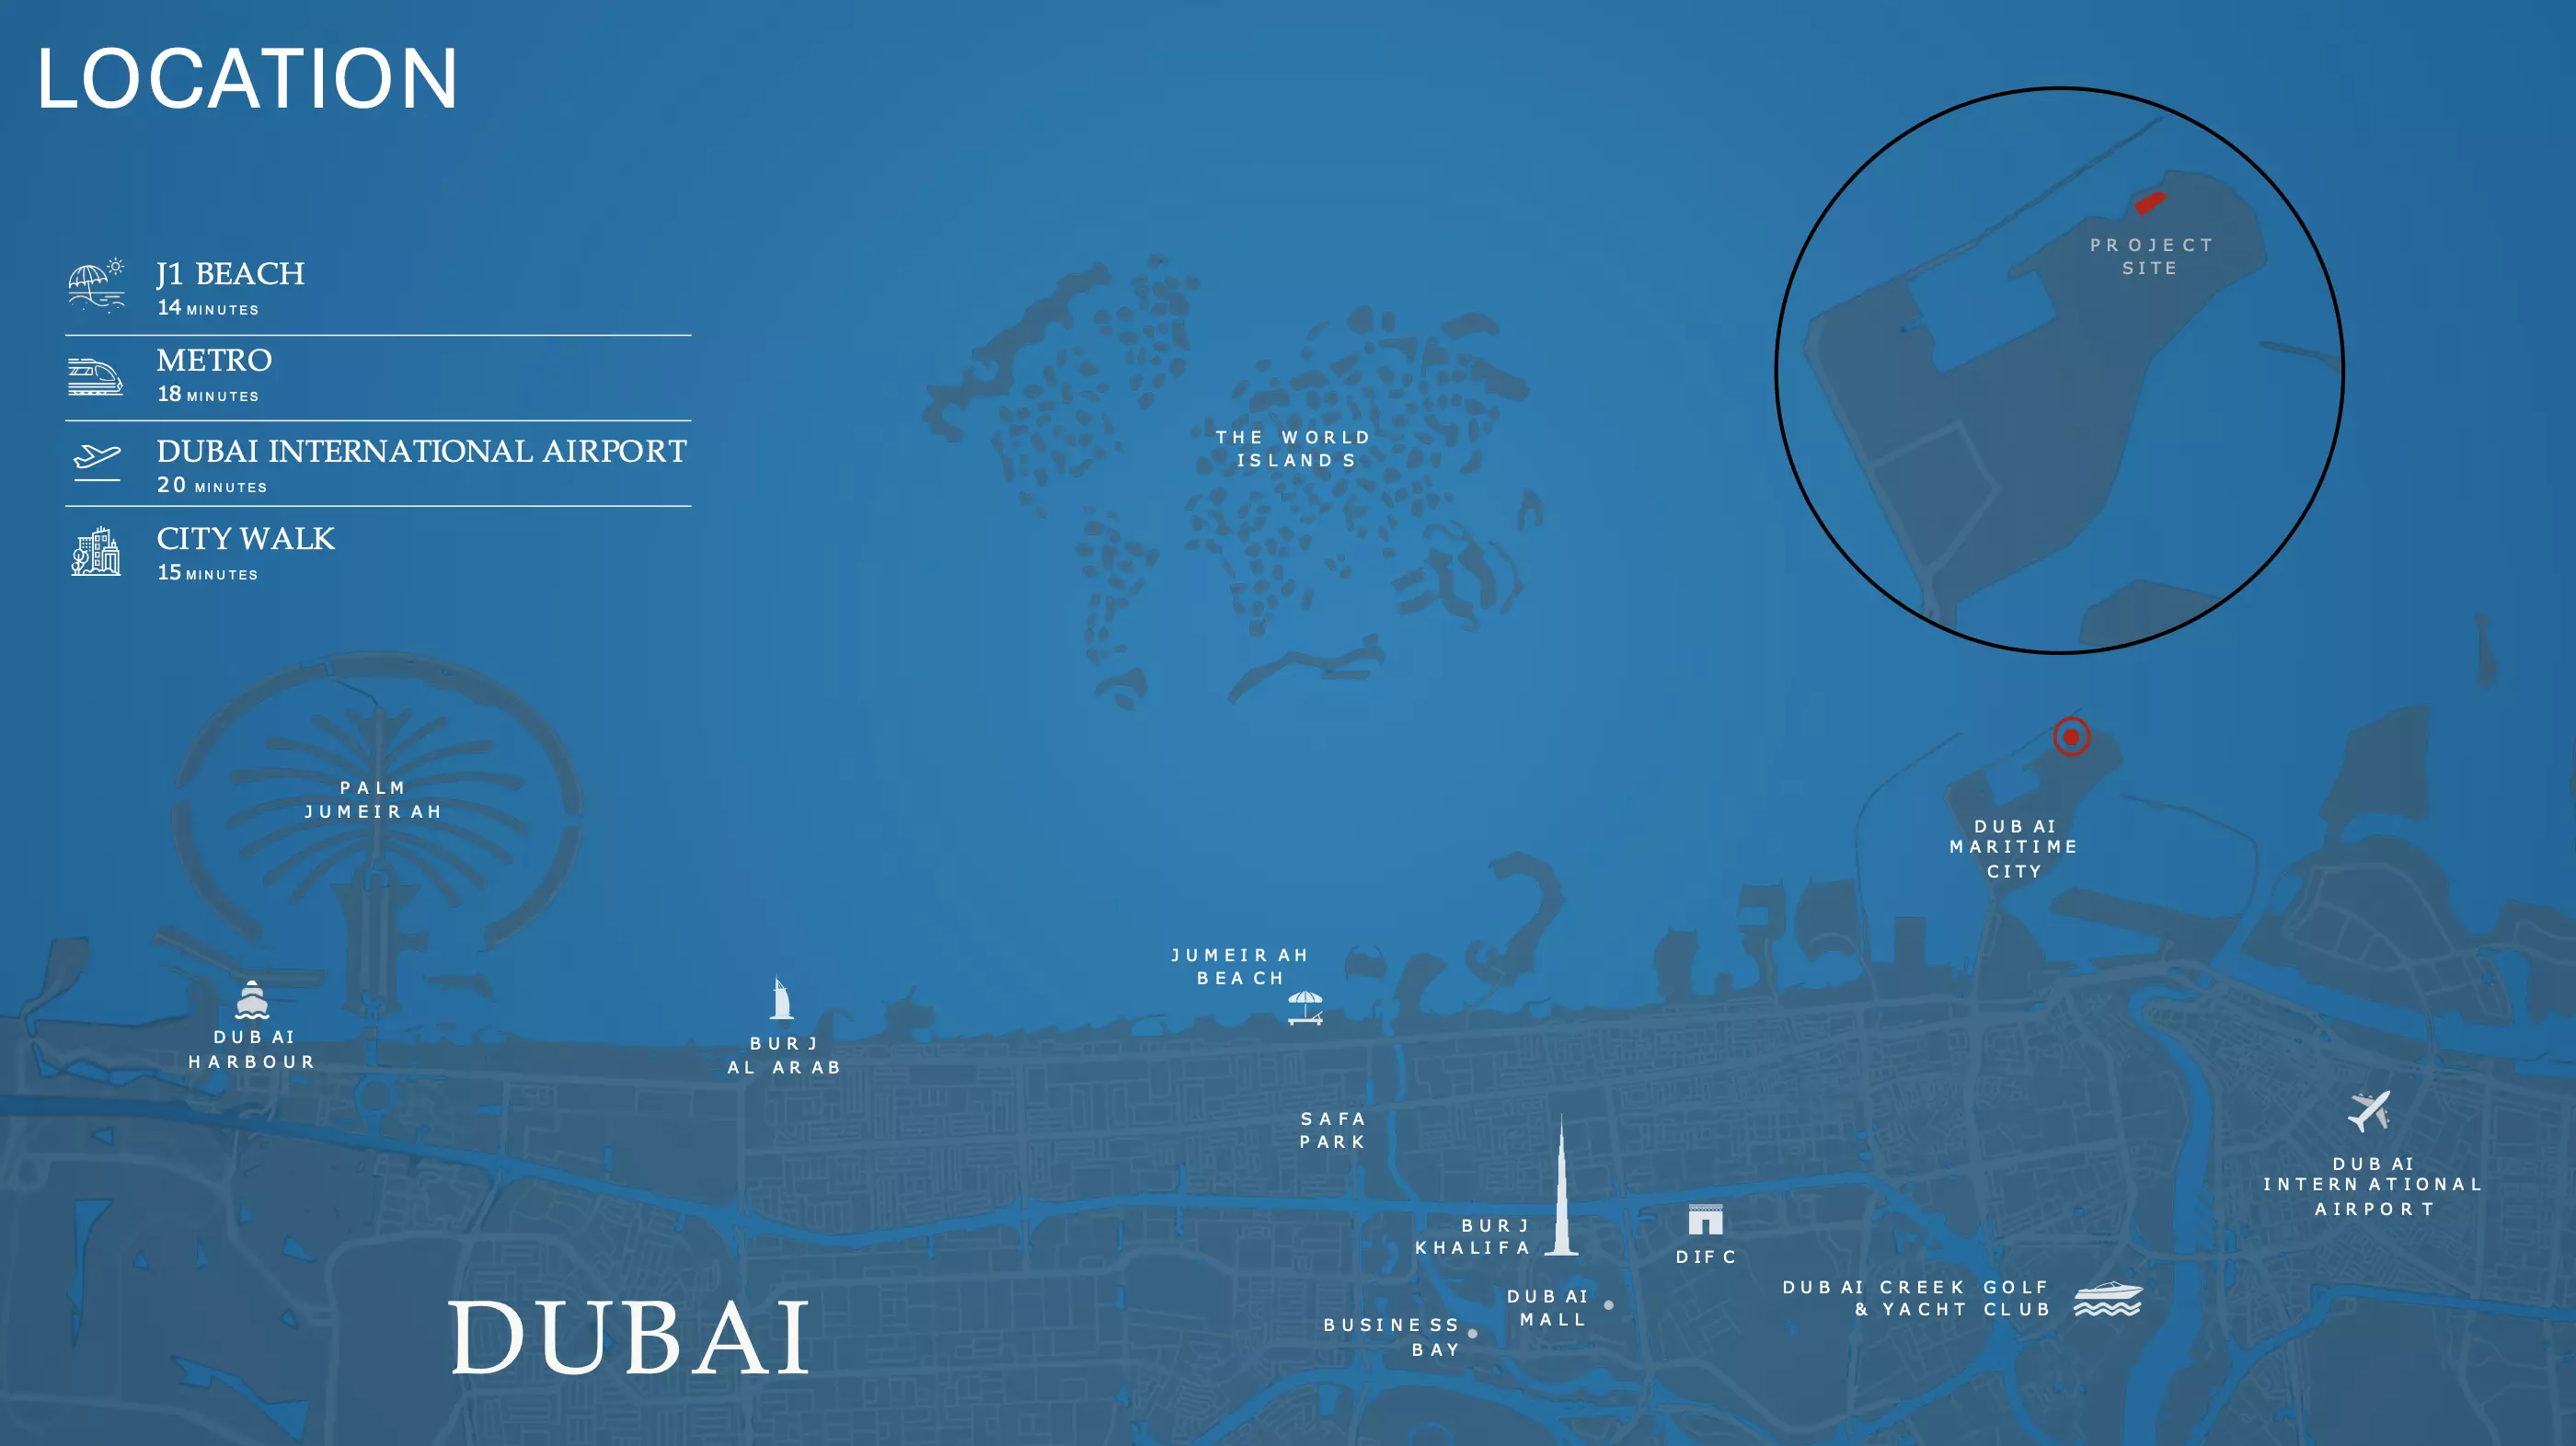 LOCATION
J1 BEACH
14 MINUTES
METRO
18 MINUTES
DUBAI INTERNATIONAL AIRPORT
20 MINUTES
CITY WALK
15 MINUTES
PROJECT
SITE
THE WORLD
ISLANDS
PALM
JUMEIRAH
DUBAI
MARITIME
CITY
JUMEIRAH
BEACH
DUBAI
HARBOUR
BURJ
AL ARAB
SAFA
PARK
DUBAI
INTERNATIONAL
AIRPORT
BURJ
KHALIFA
DIFC
DUBAI
MALL
DUBAI CREEK GOLF
& YACHT CLUB
BUSINESS
BAY
DUBAI